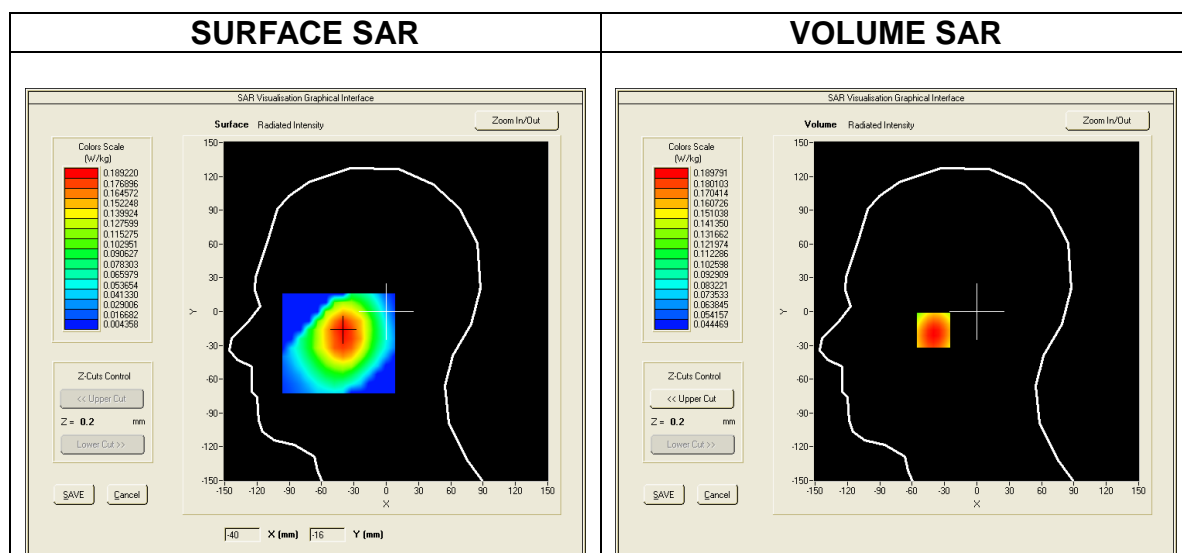 SURFACE SAR
VOLUME SAR
SAR Visualisation Graphical Interface
Surface Radiated Intensity
Zoom In/Out
Colors Scale
(W/kg)
0.189220
0.176896
0.164572
0.152248
0.139924
0.127599
0.115275
0.102951
0.090627
0.078303
0.065979
0.053654
0.041330
0.029006
0.016682
0.004358
Z-Cuts Control
<< Upper Cut
Z = 0.2 mm
Lower Cut >>
SAVE Cancel
150
120
90
60
30
0
-30
-60
-90
-120
-150
Y
-150 -120 -90 -60 -30 0 30 60 90 120 150
X
-40 X (mm) -16 Y (mm)
SAR Visualisation Graphical Interface
Volume Radiated Intensity
Zoom In/Out
Colors Scale
(W/kg)
0.189791
0.180103
0.170414
0.160726
0.151038
0.141350
0.131662
0.121974
0.112286
0.102598
0.092909
0.083221
0.073533
0.063845
0.054157
0.044469
Z-Cuts Control
<< Upper Cut
Z = 0.2 mm
Lower Cut >>
SAVE Cancel
150
120
90
60
30
0
-30
-60
-90
-120
-150
Y
-150 -120 -90 -60 -30 0 30 60 90 120 150
X